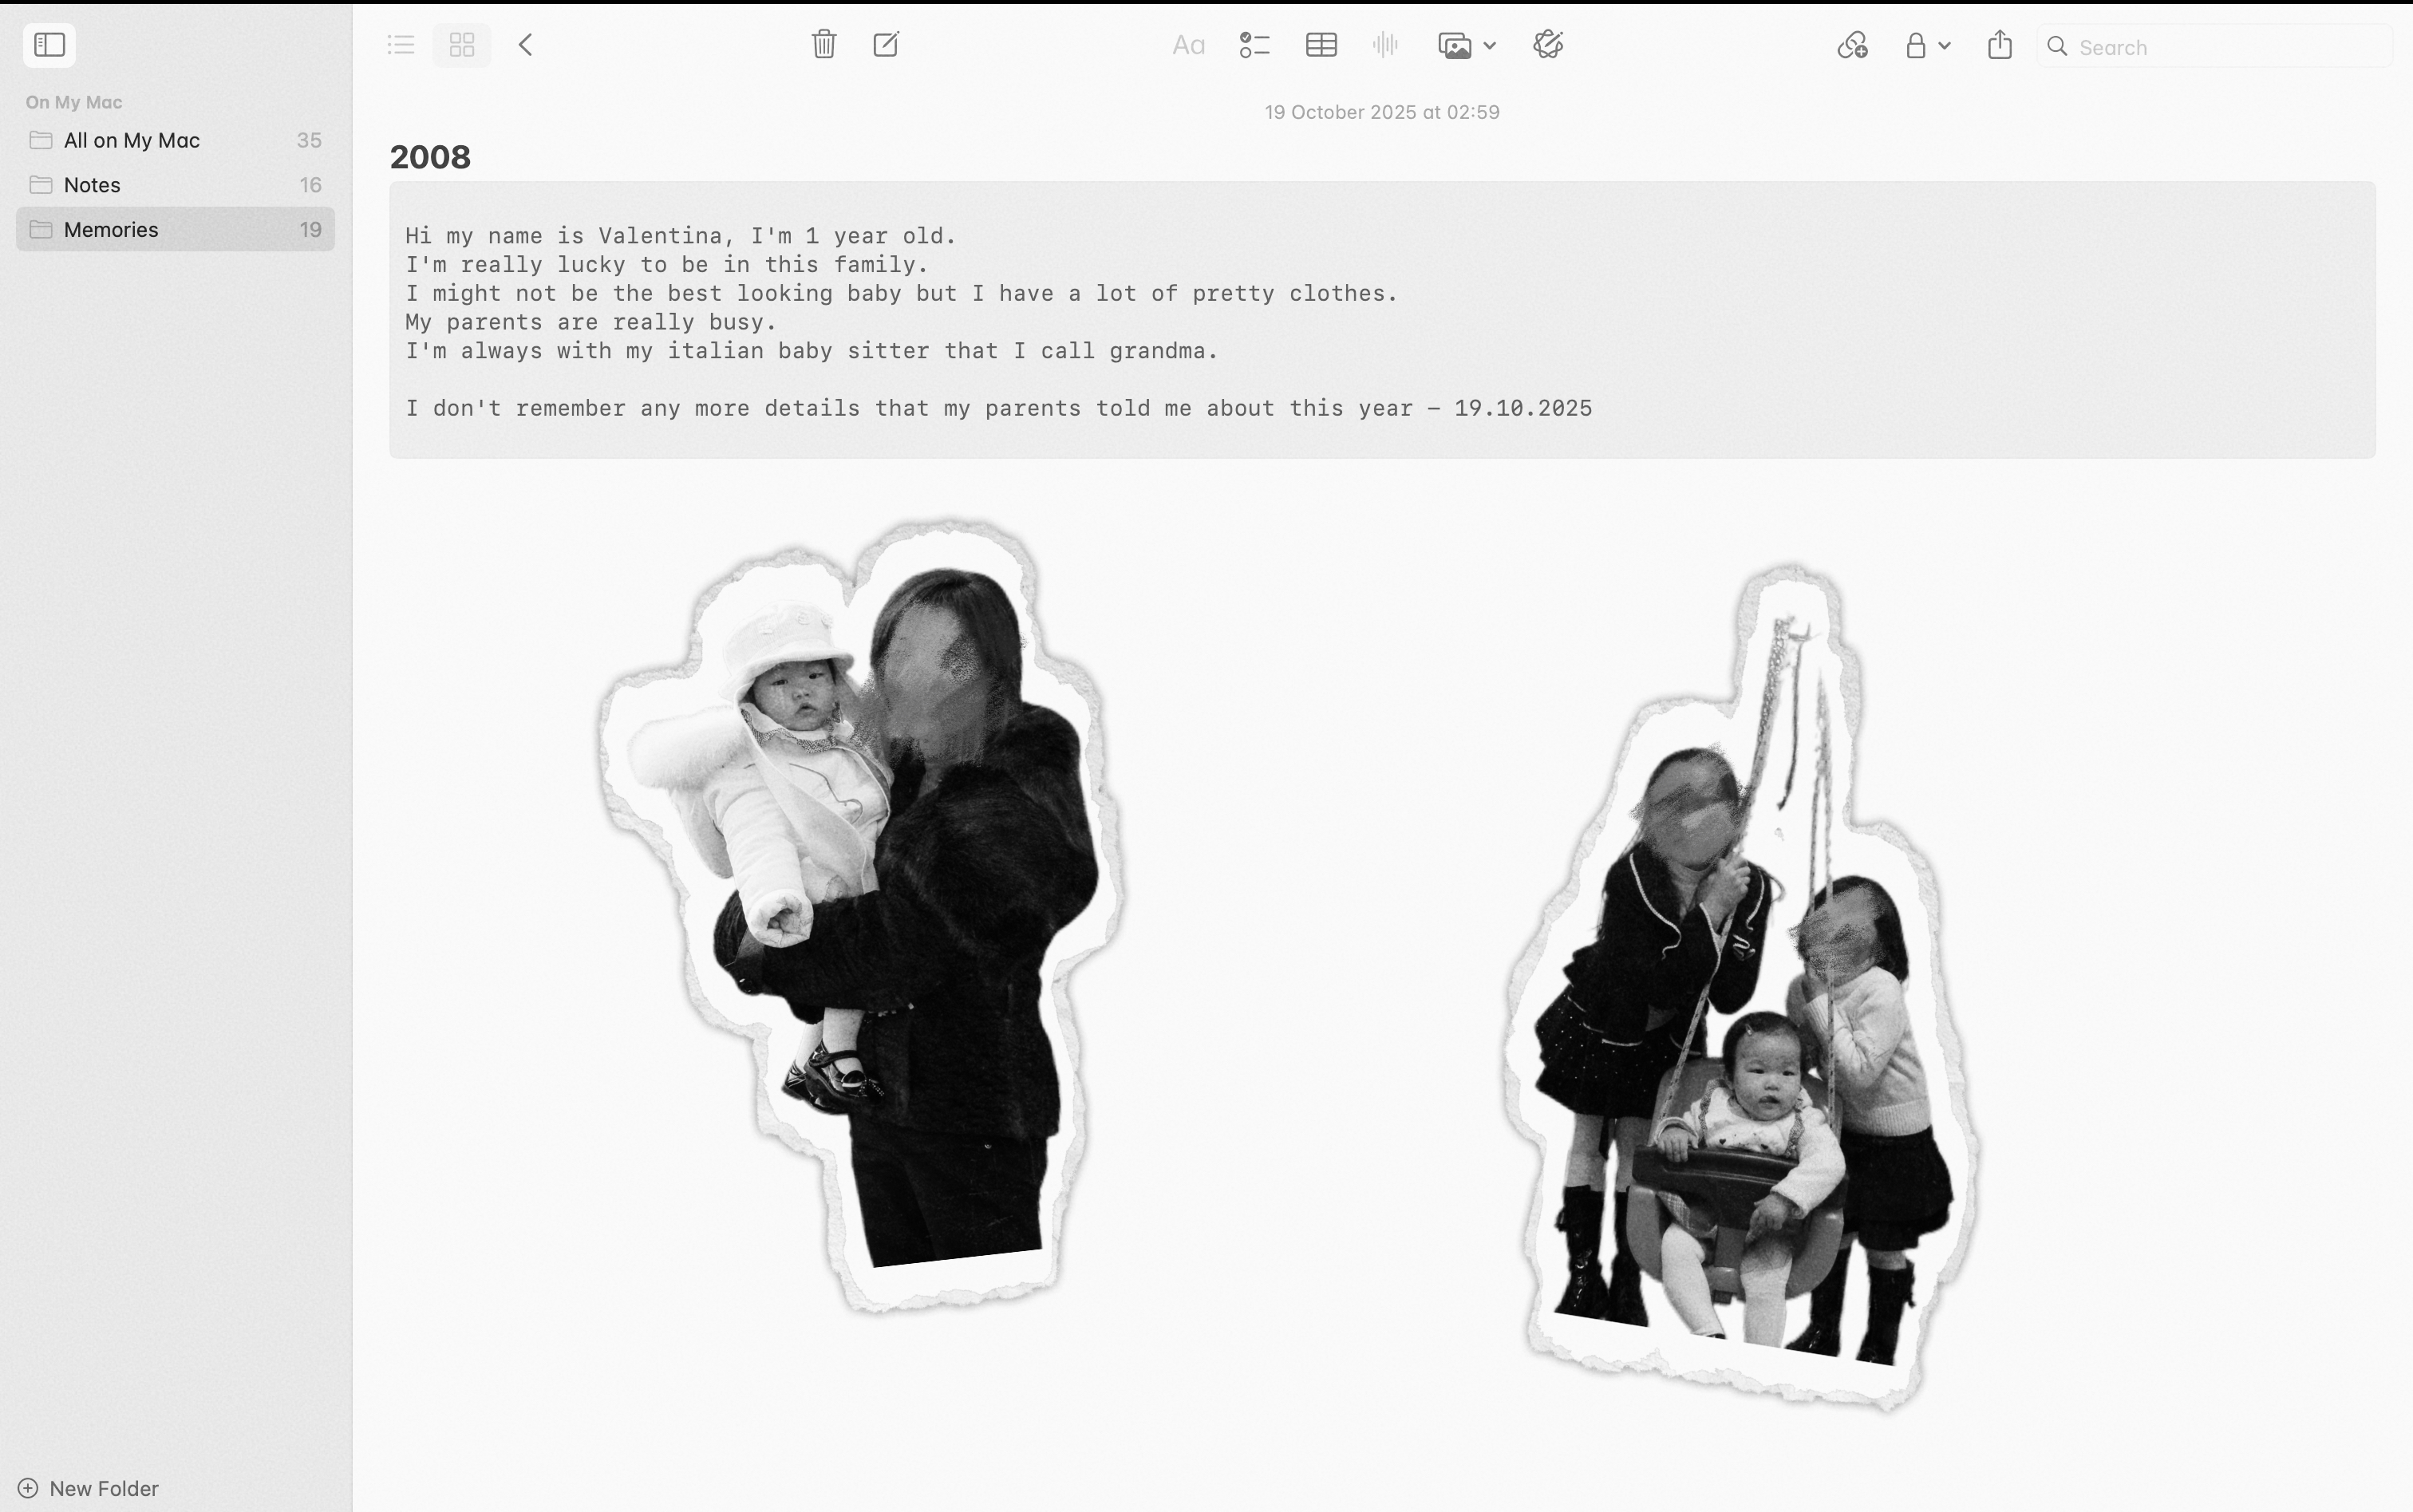 On My Mac
All on My Mac 35
Notes 16
Memories 19
New Folder
Aa
Search
19 October 2025 at 02:59
2008
Hi my name is Valentina, I'm 1 year old.
I'm really lucky to be in this family.
I might not be the best looking baby but I have a lot of pretty clothes.
My parents are really busy.
I'm always with my italian baby sitter that I call grandma.
I don't remember any more details that my parents told me about this year – 19.10.2025